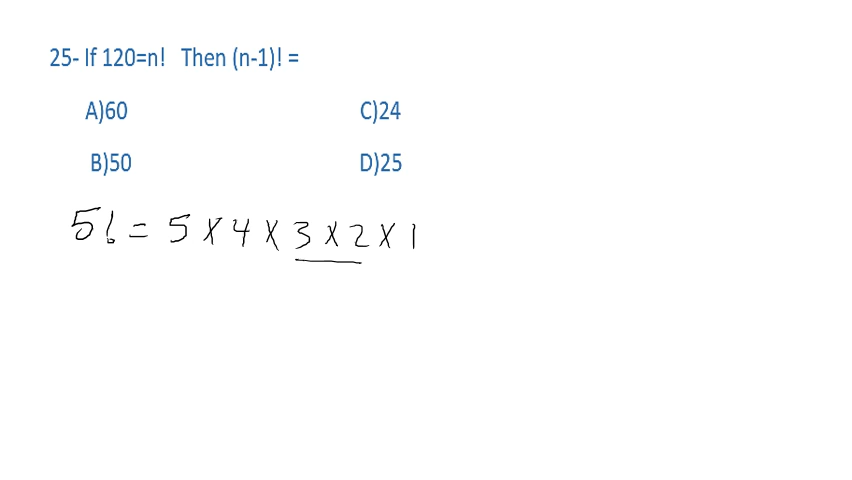 25- If 120=n! Then (n-1)! =
A)60 C)24
B)50 D)25
5! = 5 × 4 × 3 × 2 × 1